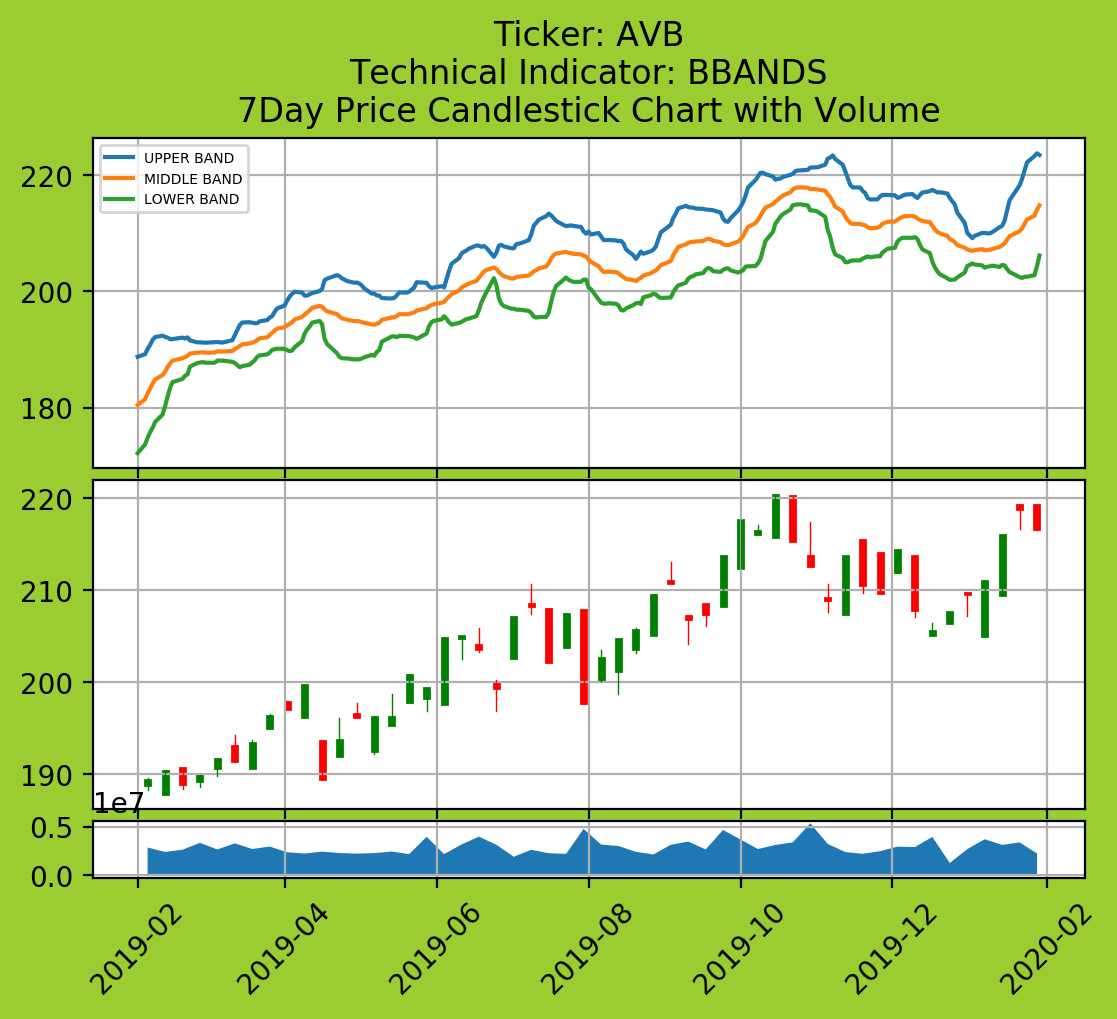 Ticker: AVB
Technical Indicator: BBANDS
7Day Price Candlestick Chart with Volume
UPPER BAND
MIDDLE BAND
LOWER BAND
220
200
180
220
210
200
190
1e7
0.5
0.0
2019-02
2019-04
2019-06
2019-08
2019-10
2019-12
2020-02